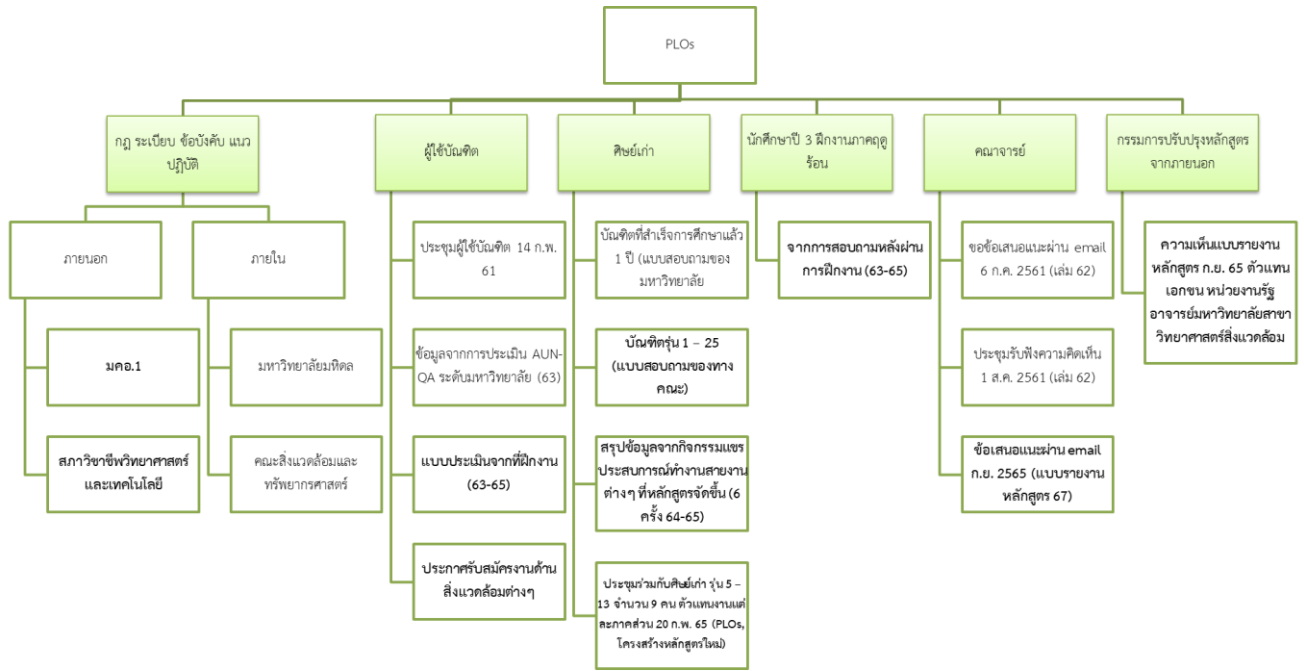 PLOs
กฎ ระเบียบ ข้อบังคับ แนว
ปฏิบัติ
ผู้ใช้บัณฑิต
ศิษย์เก่า
นักศึกษาปี 3 ฝึกงานภาคฤดู
ร้อน
คณาจารย์
กรรมการปรับปรุงหลักสูตร
จากภายนอก
ภายนอก
ภายใน
มคอ.1
มหาวิทยาลัยมหิดล
สภาวิชาชีพวิทยาศาสตร์
และเทคโนโลยี
คณะสิ่งแวดล้อมและ
ทรัพยากรศาสตร์
ประชุมผู้ใช้บัณฑิต 14 ก.พ.
61
ข้อมูลจากการประเมิน AUN-
QA ระดับมหาวิทยาลัย (63)
แบบประเมินจากที่ฝึกงาน
(63-65)
ประกาศรับสมัครงานด้าน
สิ่งแวดล้อมต่างๆ
บัณฑิตที่สำเร็จการศึกษาแล้ว
1 ปี (แบบสอบถามของ
มหาวิทยาลัย
บัณฑิตรุ่น 1 – 25
(แบบสอบถามของทาง
คณะ)
สรุปข้อมูลจากกิจกรรมแชร
ประสบการณ์ทำงานสายงาน
ต่างๆ ที่หลักสูตรจัดขึ้น (6
ครั้ง 64-65)
ประชุมร่วมกับศิษย์เก่า รุ่น 5 –
13 จำนวน 9 คน ตัวแทนงานแต่
ละภาคส่วน 20 ก.พ. 65 (PLOs,
โครงสร้างหลักสูตรใหม่)
จากการสอบถามหลังผ่าน
การฝึกงาน (63-65)
ขอข้อเสนอแนะผ่าน email
6 ก.ค. 2561 (เล่ม 62)
ประชุมรับฟังความคิดเห็น
1 ส.ค. 2561 (เล่ม 62)
ข้อเสนอแนะผ่าน email
ก.ย. 2565 (แบบรายงาน
หลักสูตร 67)
ความเห็นแบบรายงาน
หลักสูตร ก.ย. 65 ตัวแทน
เอกชน หน่วยงานรัฐ
อาจารย์มหาวิทยาลัยสาขา
วิทยาศาสตร์สิ่งแวดล้อม